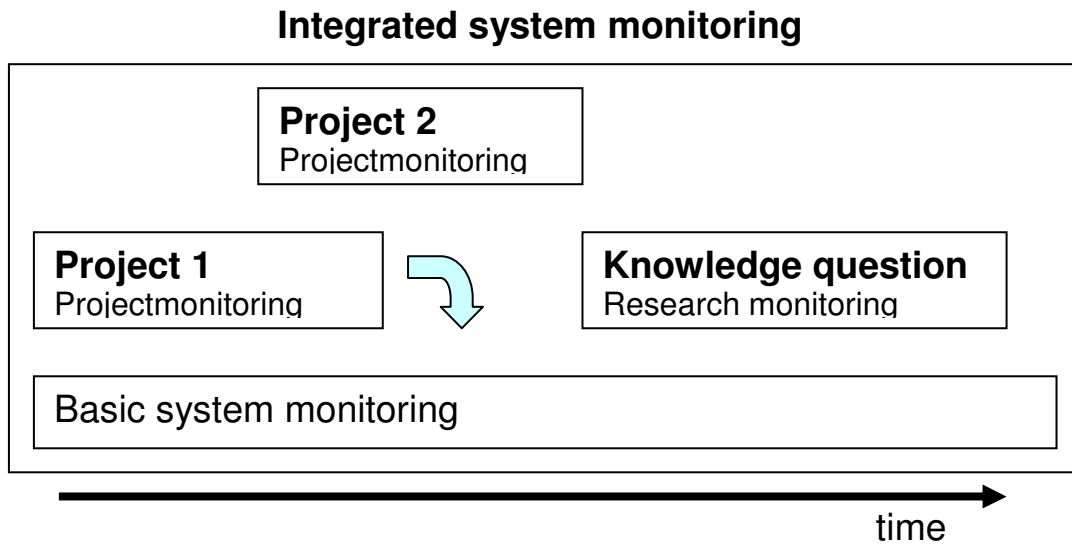 Integrated system monitoring
Project 2
Projectmonitoring
Project 1
Projectmonitoring
Knowledge question
Research monitoring
Basic system monitoring
time